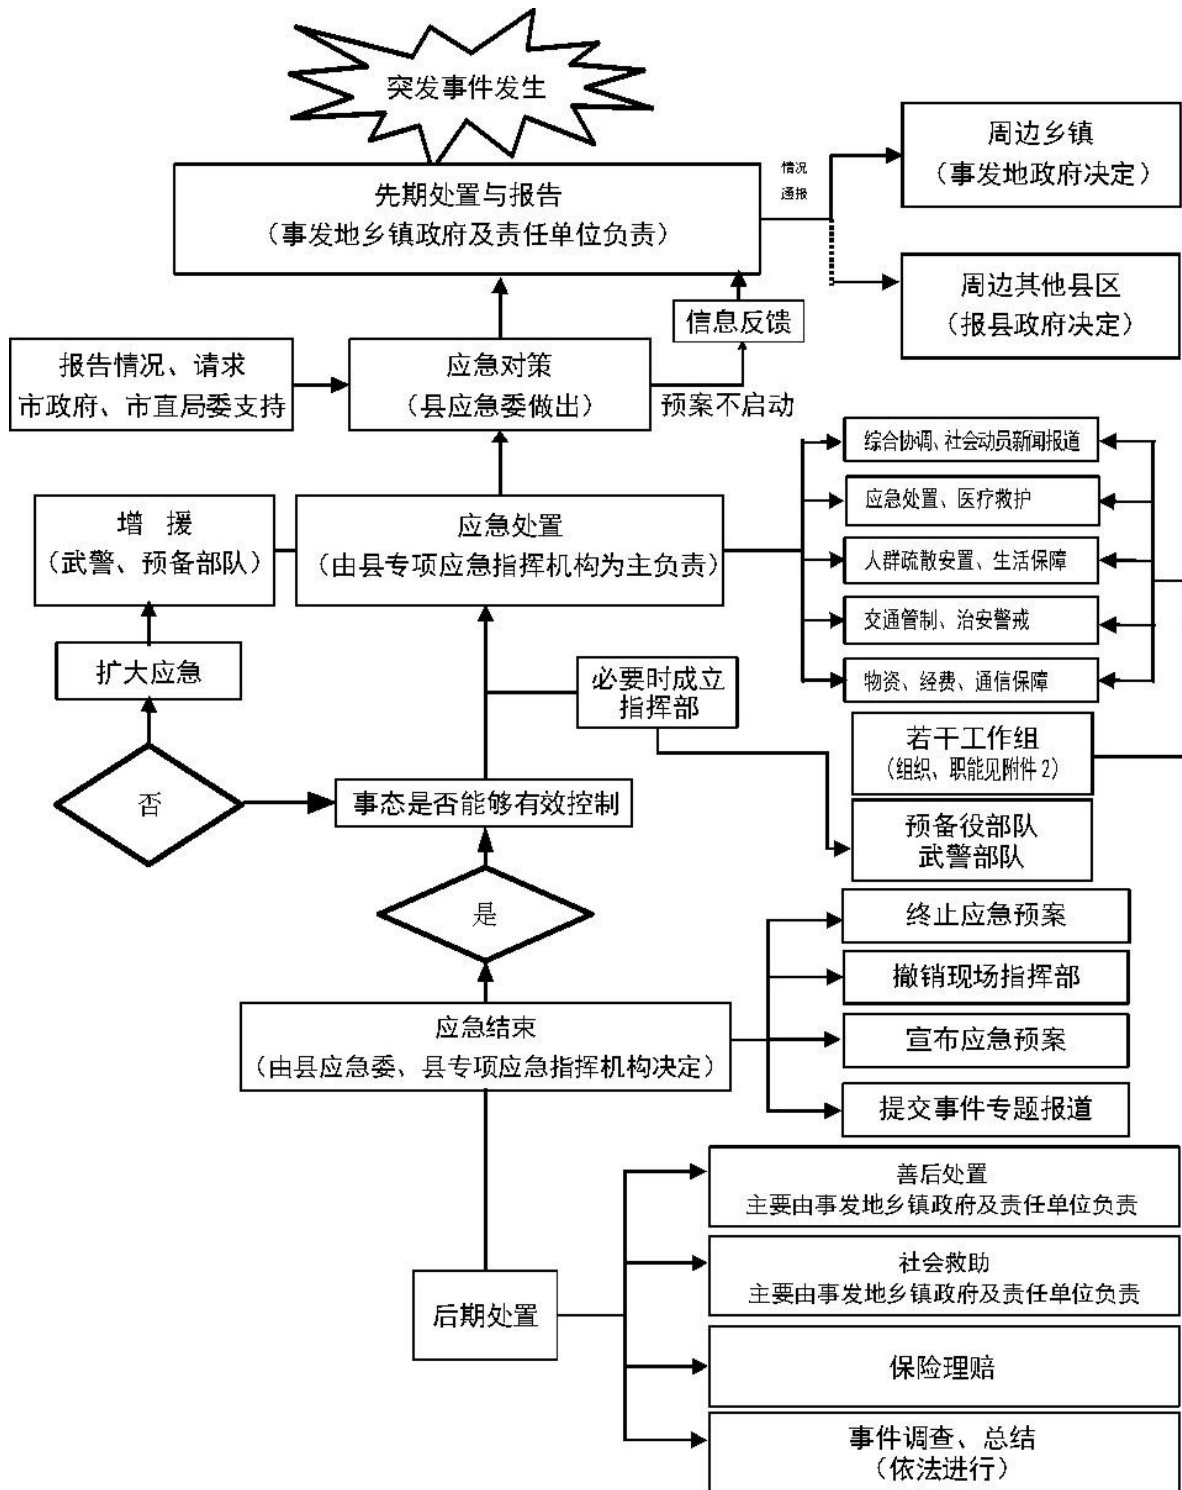 突发事件发生
先期处置与报告
（事发地乡镇政府及责任单位负责）
情况
通报
周边乡镇
（事发地政府决定）
周边其他县区
（报县政府决定）
信息反馈
报告情况、请求
市政府、市直局委支持
应急对策
（县应急委做出）
预案不启动
综合协调、社会动员新闻报道
应急处置、医疗救护
人群疏散安置、生活保障
交通管制、治安警戒
物资、经费、通信保障
增 援
（武警、预备部队）
应急处置
（由县专项应急指挥机构为主负责）
扩大应急
必要时成立
指挥部
若干工作组
（组织、职能见附件2）
否
事态是否能够有效控制
预备役部队
武警部队
是
终止应急预案
撤销现场指挥部
宣布应急预案
提交事件专题报道
应急结束
（由县应急委、县专项应急指挥机构决定）
后期处置
善后处置
主要由事发地乡镇政府及责任单位负责
社会救助
主要由事发地乡镇政府及责任单位负责
保险理赔
事件调查、总结
（依法进行）